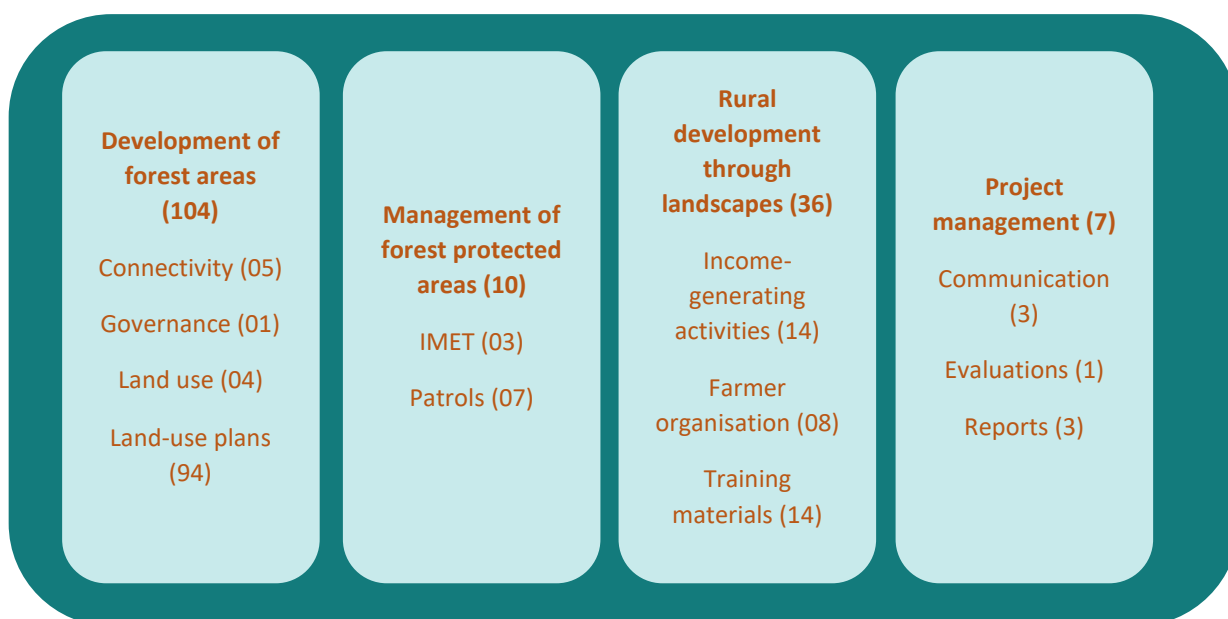 Development of
forest areas
(104)
Connectivity (05)
Governance (01)
Land use (04)
Land-use plans
(94)
Management of
forest protected
areas (10)
IMET (03)
Patrols (07)
Rural
development
through
landscapes (36)
Income-
generating
activities (14)
Farmer
organisation (08)
Training
materials (14)
Project
management (7)
Communication
(3)
Evaluations (1)
Reports (3)